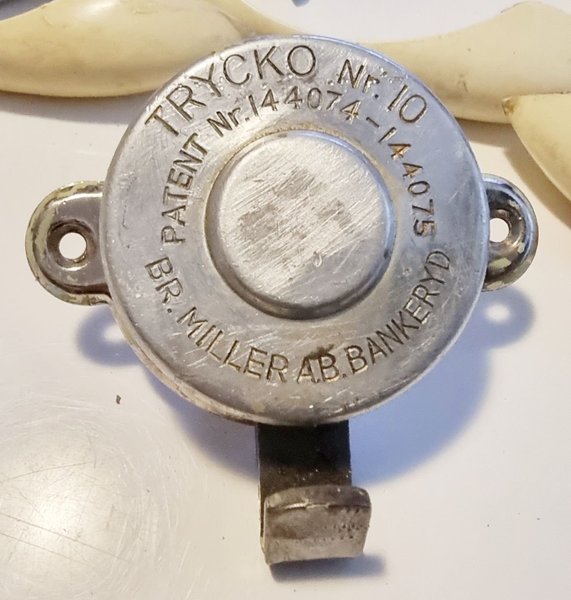 TRYCKO Nr. 10
PATENT Nr. 144074-144075
BR. MILLER A.B. BANKERYD